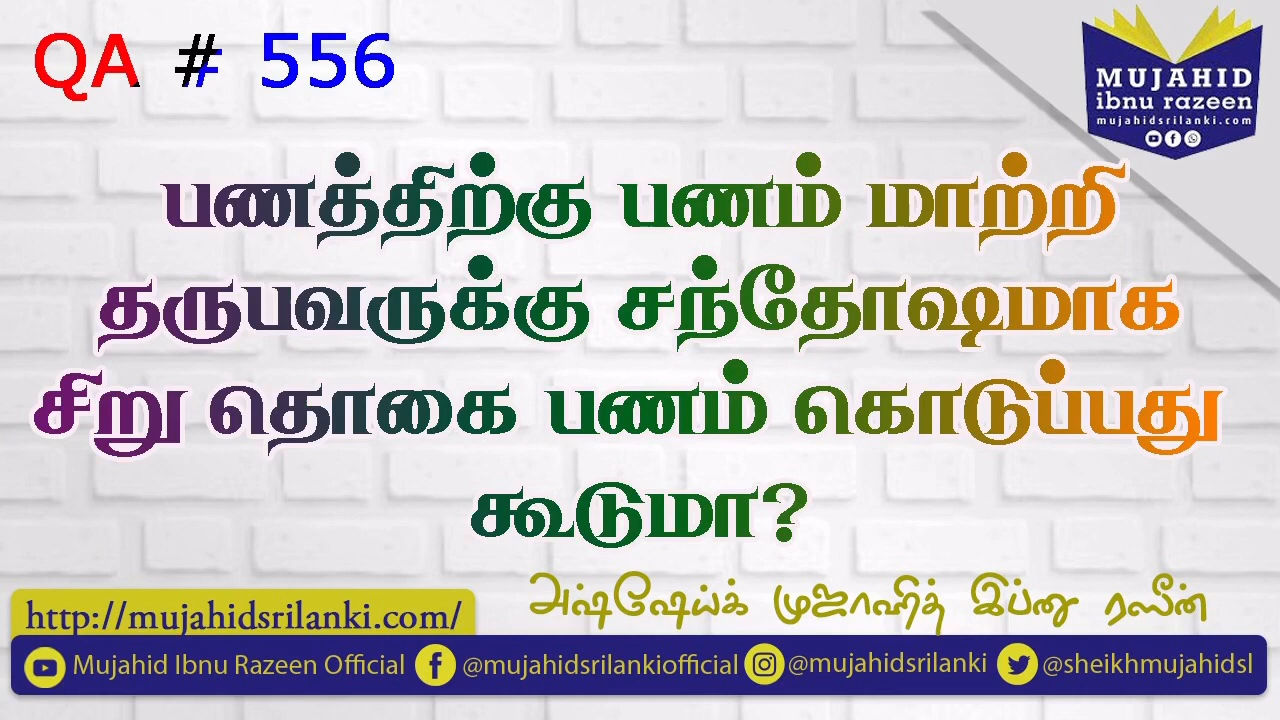 QA # 556
MUJAHID
ibnu razeen
mujahidsrilanki.com
பணத்திற்கு பணம் மாற்றி
தருபவருக்கு சந்தோஷமாக
சிறு தொகை பணம் கொடுப்பது
கூடுமா?
அஷ்ஷேய்க் முஜாஹித் இப்னு ரஸீன்
http://mujahidsrilanki.com/
Mujahid Ibnu Razeen Official @mujahidsrilankiofficial @mujahidsrilanki @sheikhmujahidsl